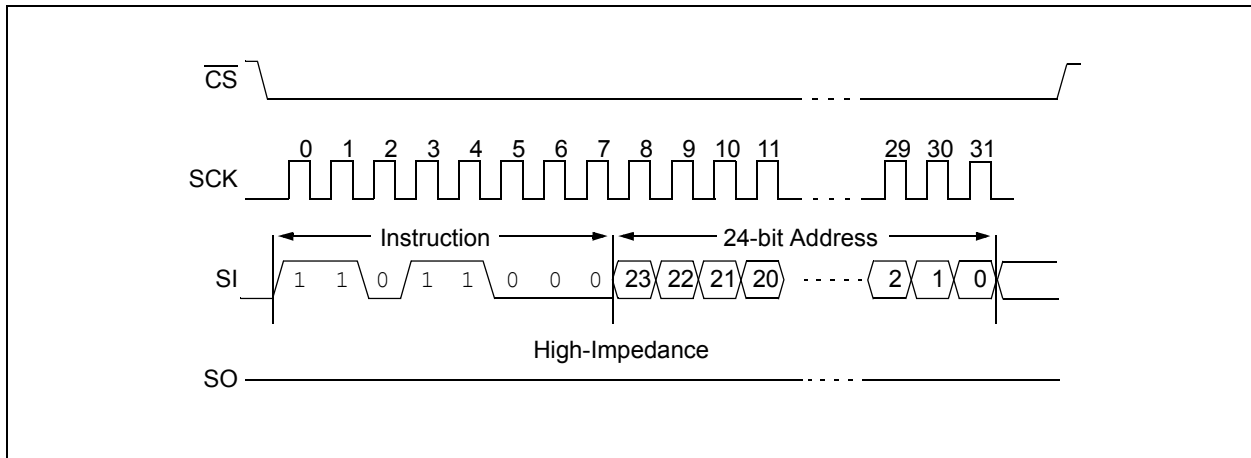 CS
0 1 2 3 4 5 6 7 8 9 10 11 29 30 31
SCK
Instruction 24-bit Address
SI 1 1 0 1 1 0 0 0 23 22 21 20 2 1 0
High-Impedance
SO